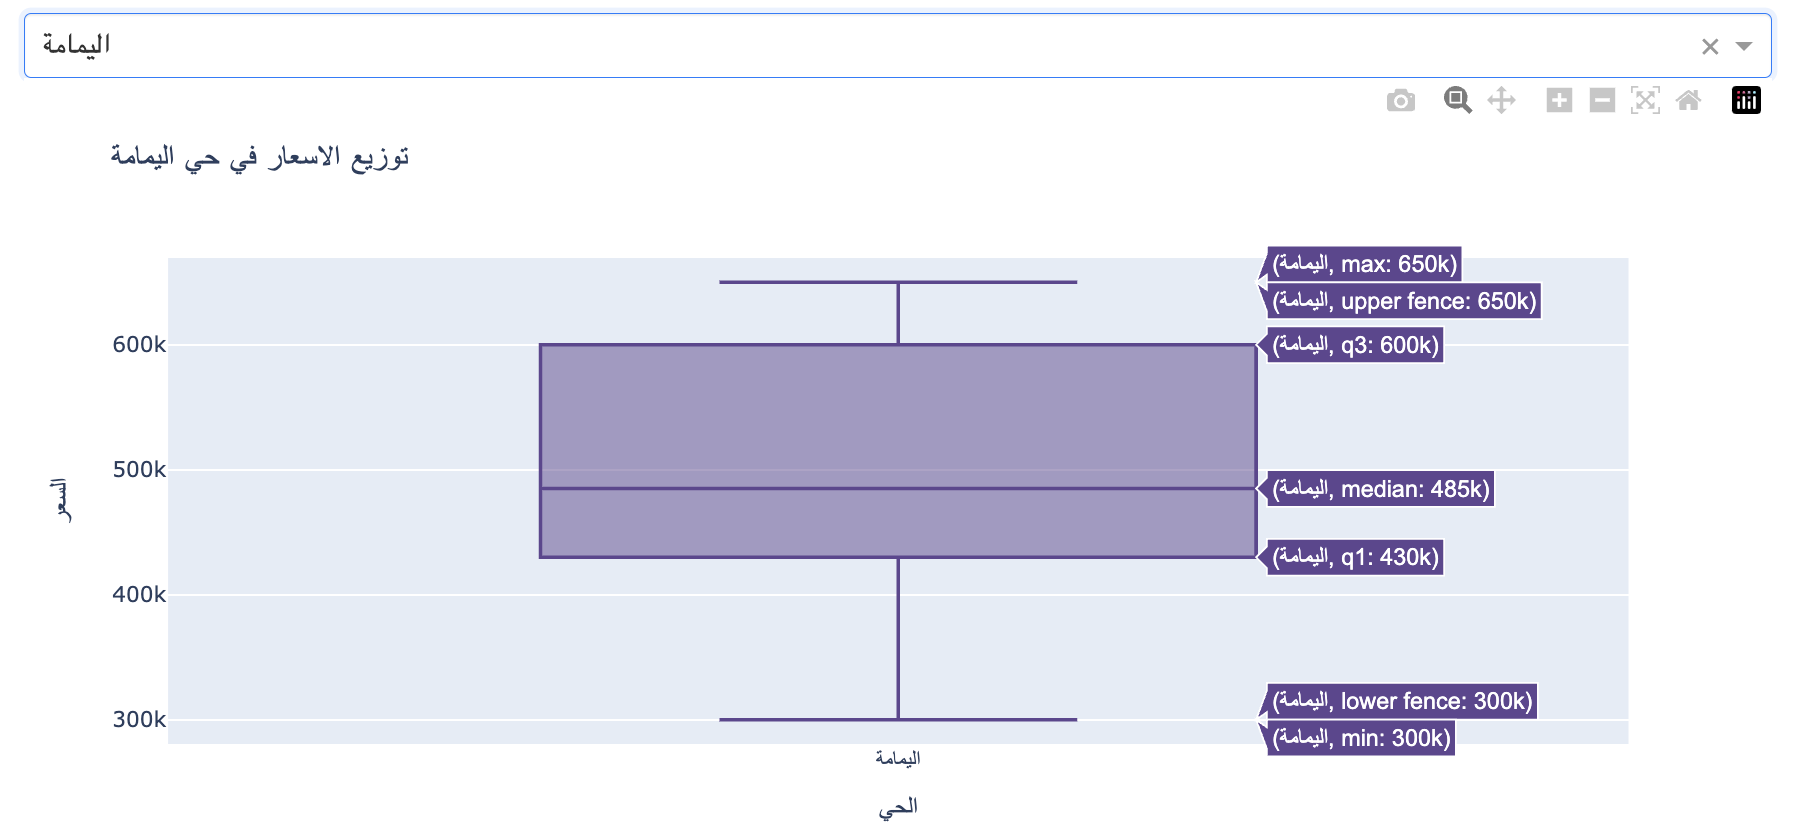 اليمامة
توزيع الاسعار في حي اليمامة
(اليمامة, max: 650k)
(اليمامة, upper fence: 650k)
(اليمامة, q3: 600k)
(اليمامة, median: 485k)
(اليمامة, q1: 430k)
(اليمامة, lower fence: 300k)
(اليمامة, min: 300k)
600k
500k
400k
300k
السعر
اليمامة
الحي